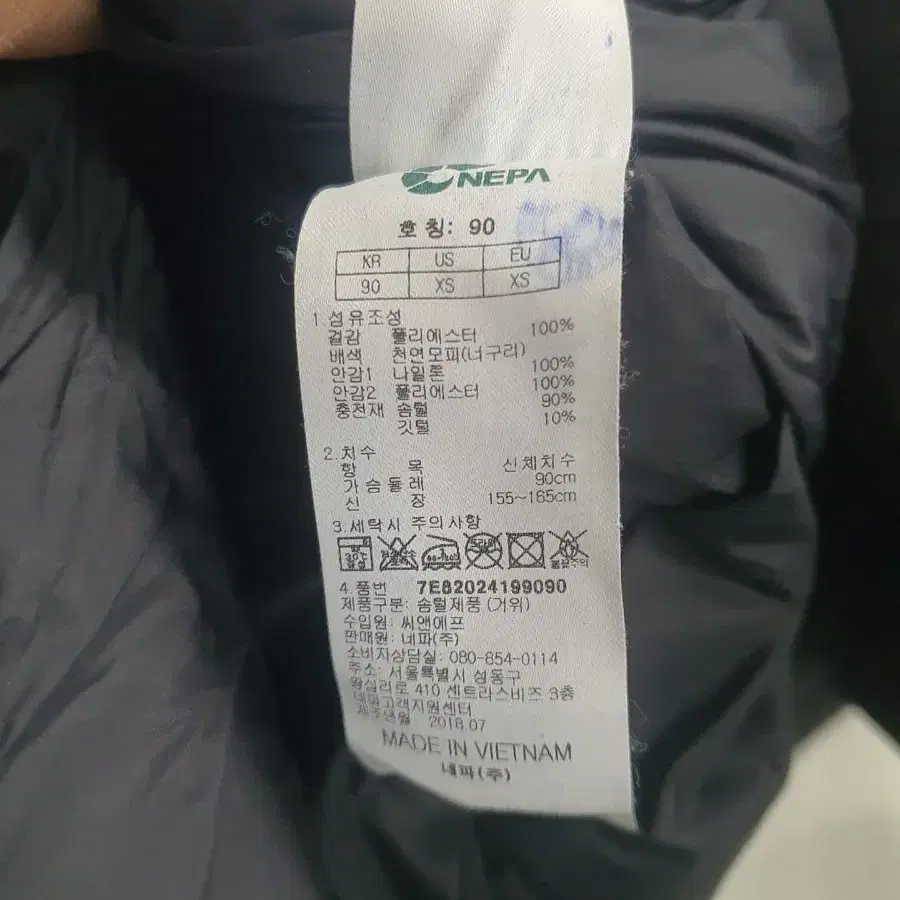 NEPA
호칭: 90
KR US EU
90 XS XS
1.섬유조성
겉감 폴리에스터 100%
배색 천연모피(너구리)
안감1 나일론 100%
안감2 폴리에스터 100%
충전재 솜털 90%
깃털 10%
2.치수
항 목 신체치수
가슴둘레 90cm
신 장 155~165cm
3.세탁시 주의사항
4.품번 7E82024199090
제품구분: 솜털제품 (거위)
수입원: 씨앤에프
판매원: 네파(주)
소비자상담실: 080-854-0114
주소: 서울특별시 성동구
왕십리로 410 센트라스비즈 3층
네파고객지원센터
제주년월 2018.07
MADE IN VIETNAM
네파(주)